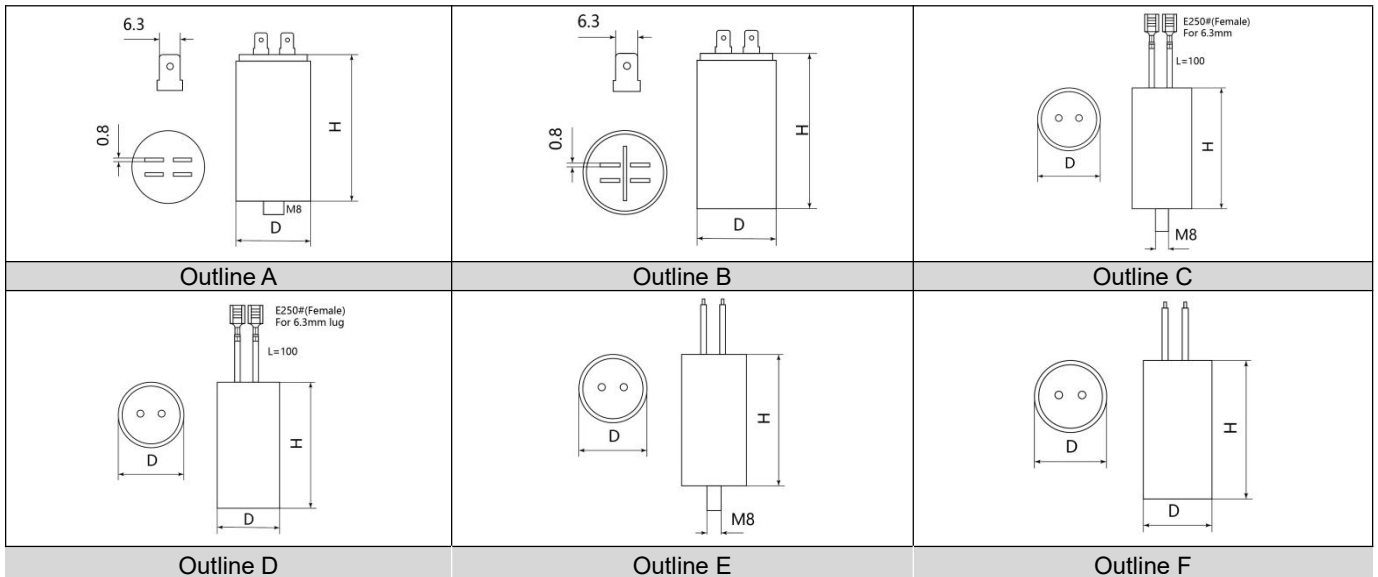 6.3
0.8
H
M8
D
Outline A
6.3
0.8
H
D
Outline B
E250#(Female)
For 6.3mm
L=100
D
H
M8
Outline C
E250#(Female)
For 6.3mm lug
L=100
D
H
D
Outline D
D
H
M8
Outline E
D
H
D
Outline F